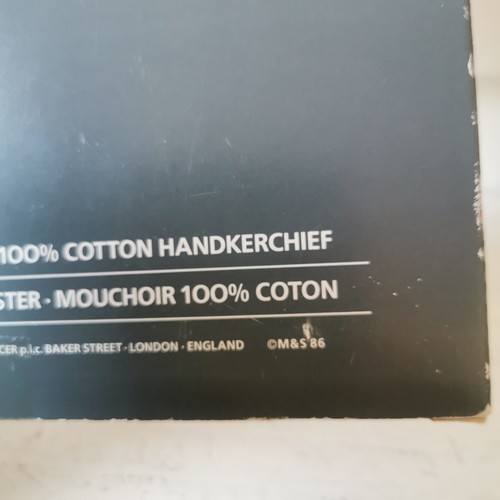 100% COTTON HANDKERCHIEF
STER · MOUCHOIR 100% COTON
CER p.l.c. BAKER STREET · LONDON · ENGLAND ©M&S 86